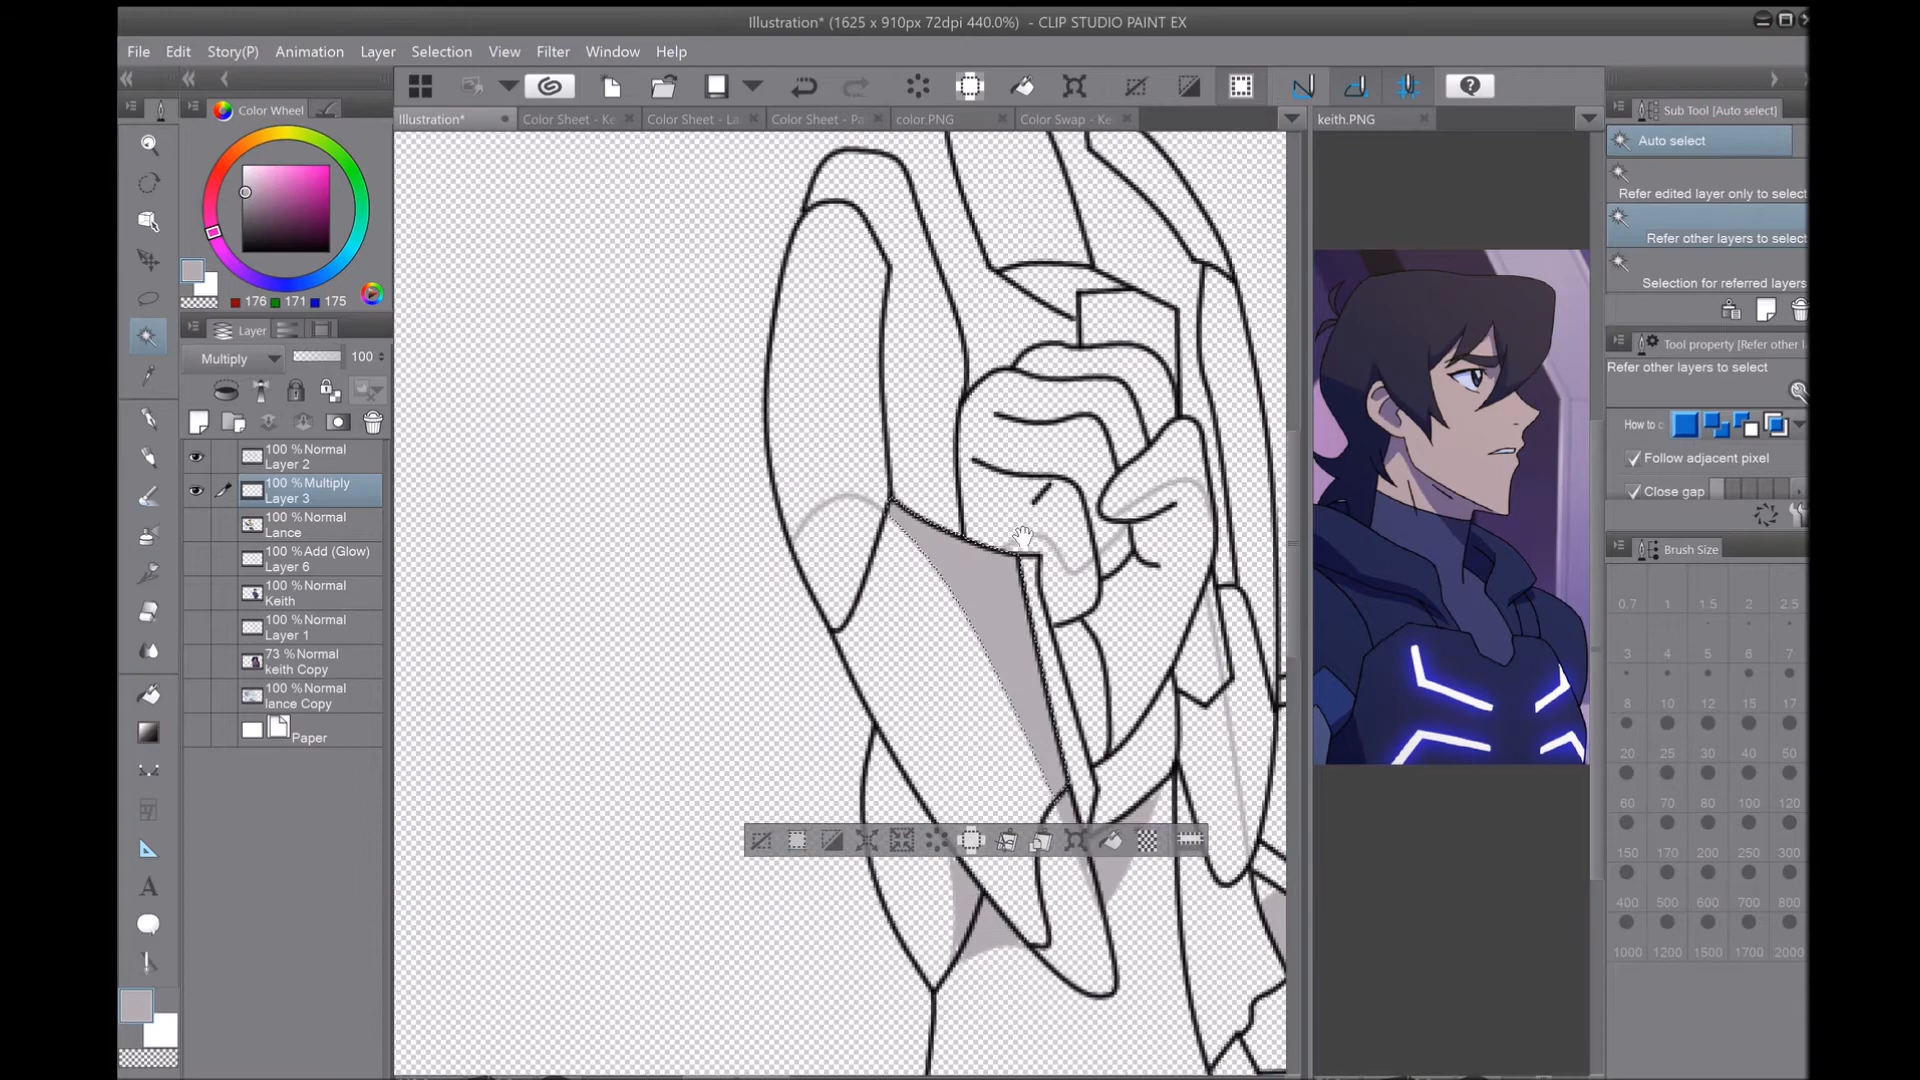 Illustration* (1625 x 910px 72dpi 440.0%) - CLIP STUDIO PAINT EX
File Edit Story(P) Animation Layer Selection View Filter Window Help
Color Wheel
Illustration* Color Sheet - Ke Color Sheet - La Color Sheet - Pa color.PNG Color Swap - Ke keith.PNG
Sub Tool [Auto select]
Auto select
Refer edited layer only to select
Refer other layers to select
Selection for referred layers
176 171 175
Layer
Multiply 100
Tool property [Refer other l
Refer other layers to select
How to c
Follow adjacent pixel
Close gap
100 % Normal
Layer 2
100 % Multiply
Layer 3
100 % Normal
Lance
100 % Add (Glow)
Layer 6
100 % Normal
Keith
100 % Normal
Layer 1
73 % Normal
keith Copy
100 % Normal
lance Copy
Paper
A
Brush Size
0.7 1 1.5 2 2.5
3 4 5 6 7
8 10 12 15 17
20 25 30 40 50
60 70 80 100 120
150 170 200 250 300
400 500 600 700 800
1000 1200 1500 1700 2000